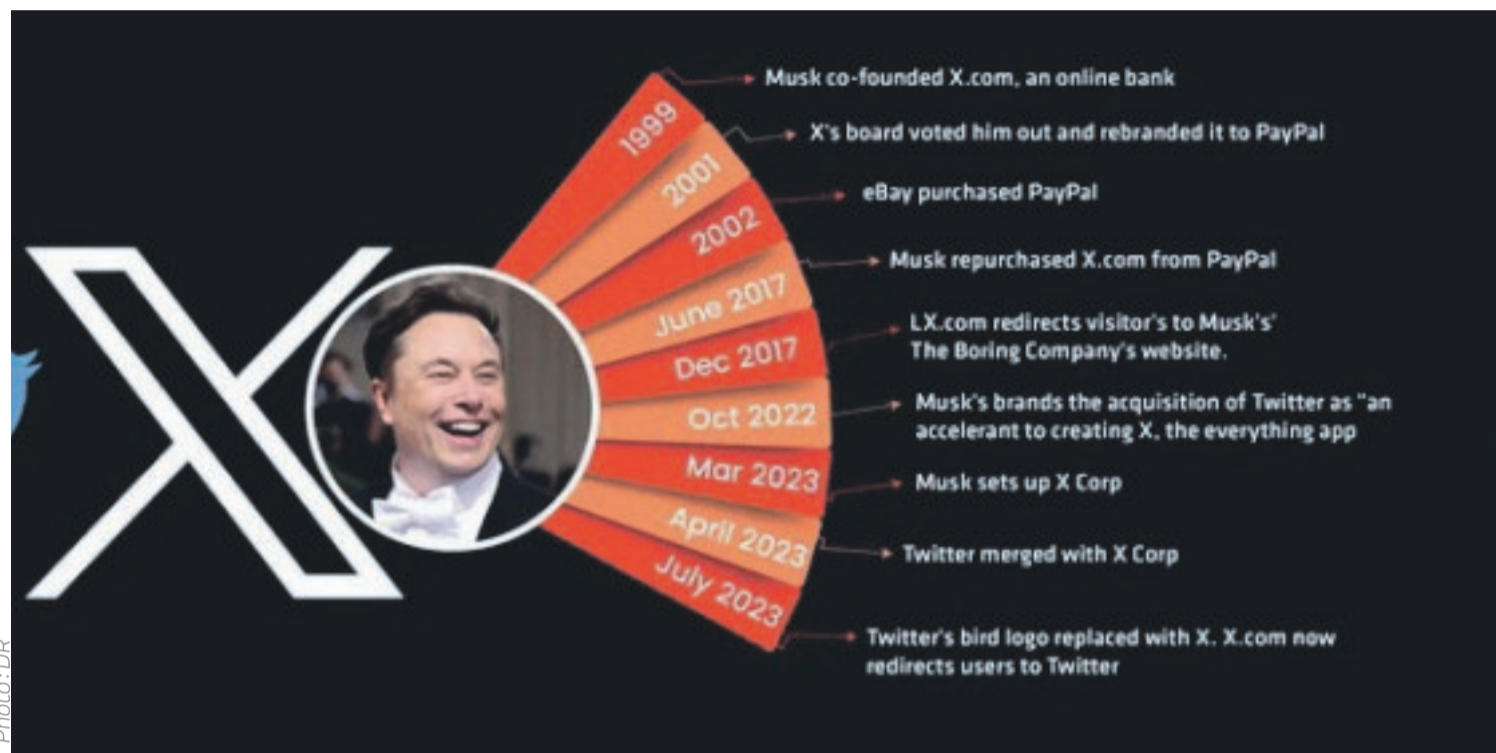 1999
Musk co-founded X.com, an online bank
2001
X's board voted him out and rebranded it to PayPal
2002
eBay purchased PayPal
June 2017
Musk repurchased X.com from PayPal
Dec 2017
LX.com redirects visitor's to Musk's'
The Boring Company's website.
Oct 2022
Musk's brands the acquisition of Twitter as "an
accelerant to creating X, the everything app
Mar 2023
Musk sets up X Corp
April 2023
Twitter merged with X Corp
July 2023
Twitter's bird logo replaced with X. X.com now
redirects users to Twitter
X
Photo: DR